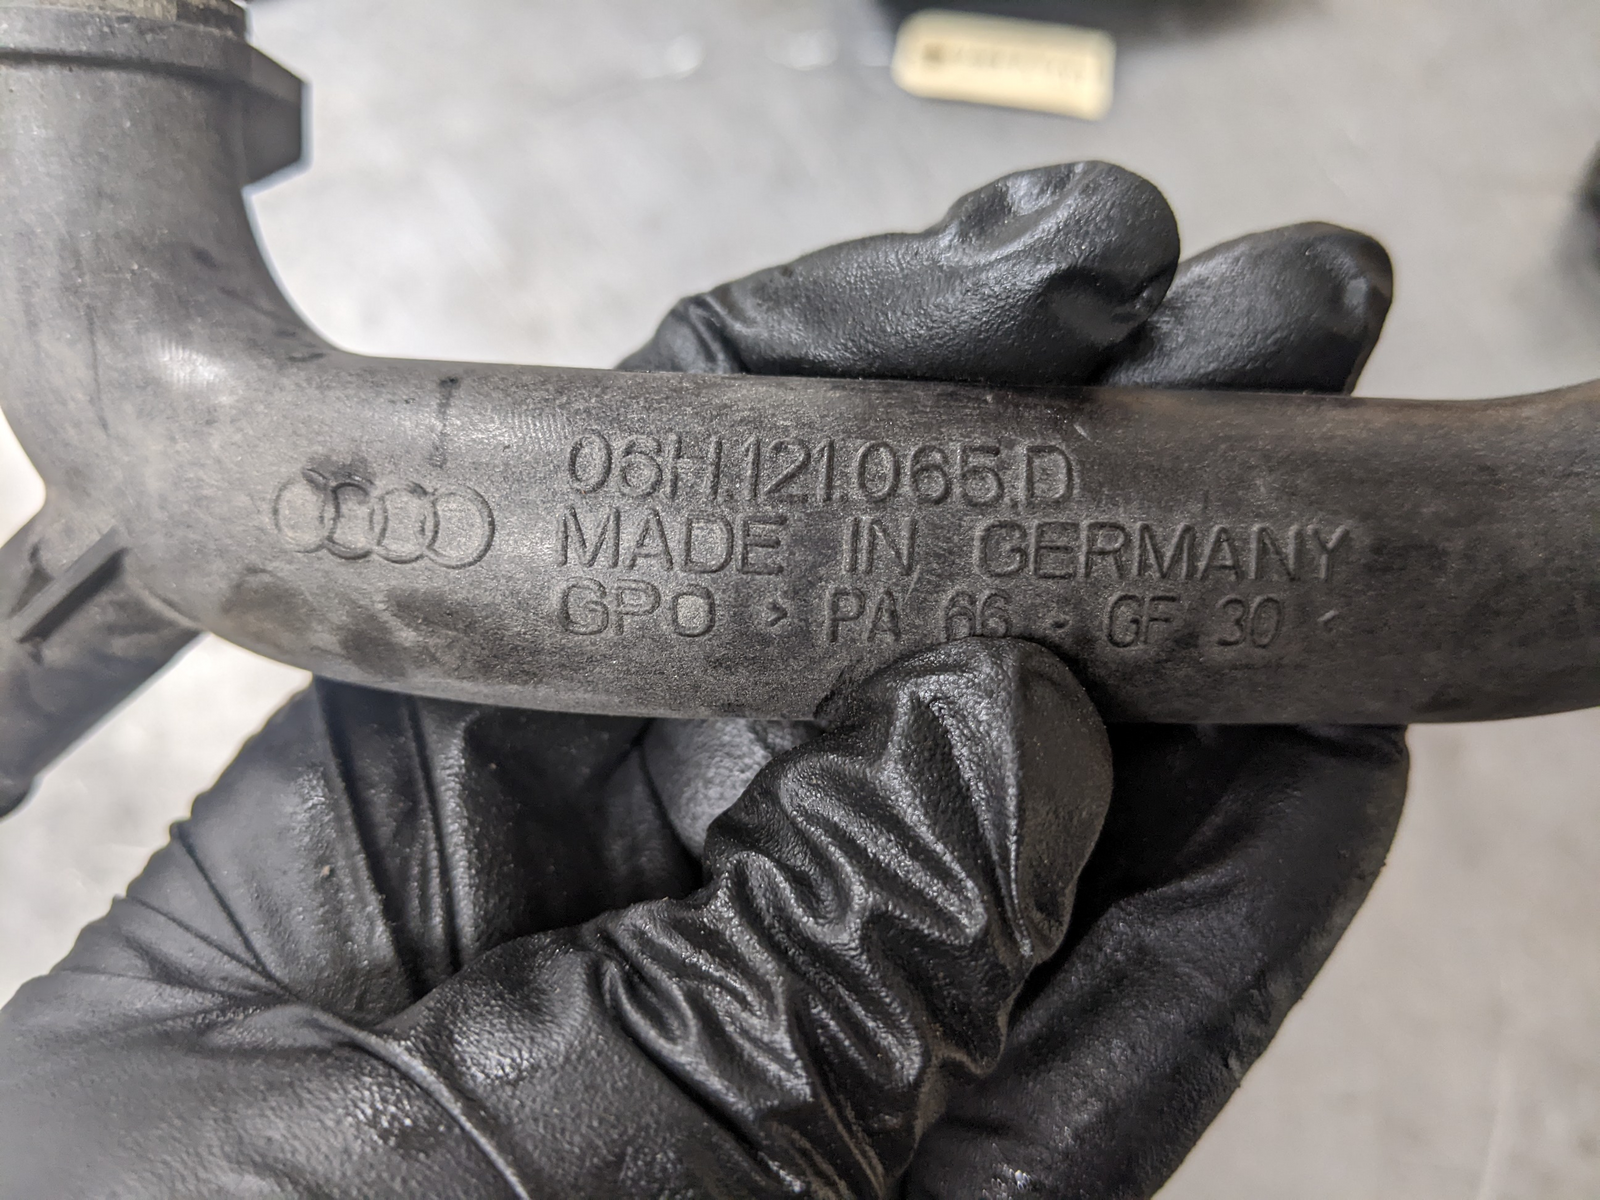 06H.121.065.D
MADE IN GERMANY
GPO > PA 66 - GF 30 <